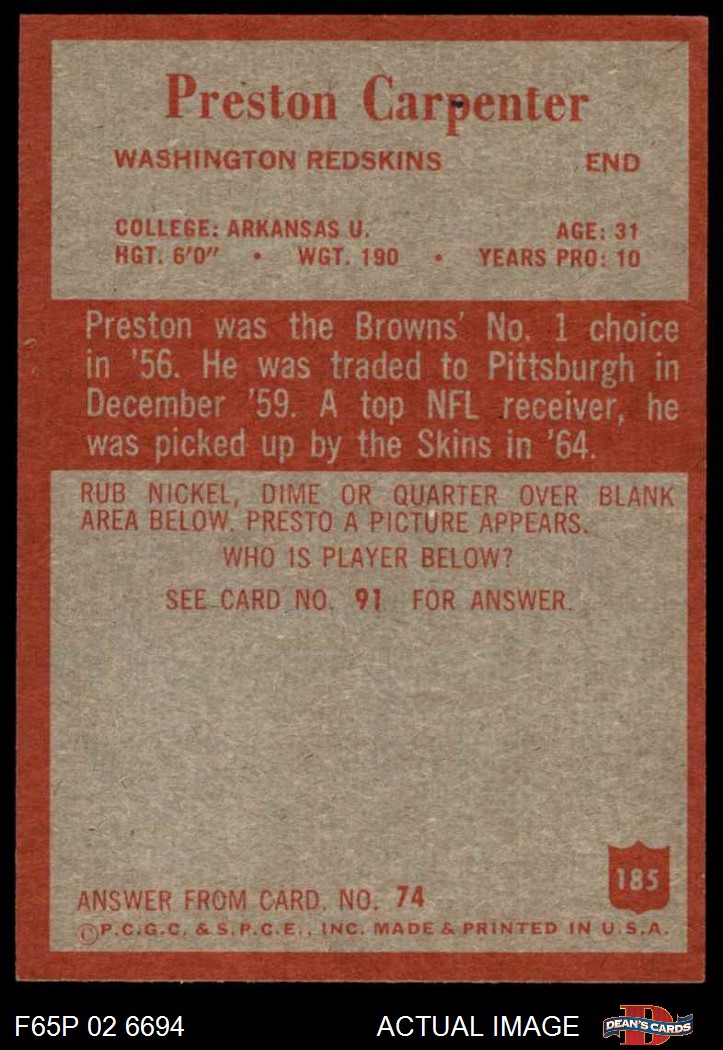 Preston Carpenter
WASHINGTON REDSKINS END
COLLEGE: ARKANSAS U. AGE: 31
HGT. 6'0" • WGT. 190 • YEARS PRO: 10
Preston was the Browns' No. 1 choice
in '56. He was traded to Pittsburgh in
December '59. A top NFL receiver, he
was picked up by the Skins in '64.
RUB NICKEL, DIME OR QUARTER OVER BLANK
AREA BELOW. PRESTO A PICTURE APPEARS.
WHO IS PLAYER BELOW?
SEE CARD NO. 91 FOR ANSWER.
185
ANSWER FROM CARD. NO. 74
©P.C.G.C. & S.P.C.E., INC. MADE & PRINTED IN U.S.A.
F65P 02 6694 ACTUAL IMAGE
D
DEAN'S CARDS